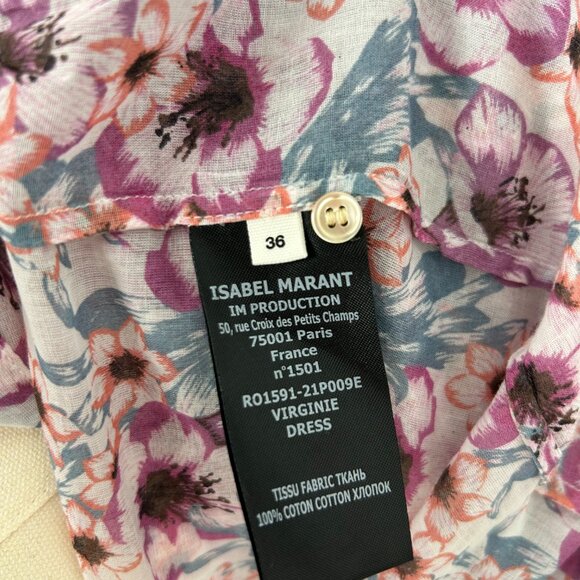 36
ISABEL MARANT
IM PRODUCTION
50, rue Croix des Petits Champs
75001 Paris
France
n°1501
RO1591-21P009E
VIRGINIE
DRESS
TISSU FABRIC ТКАНЬ
100% COTON COTTON ХЛОПОК